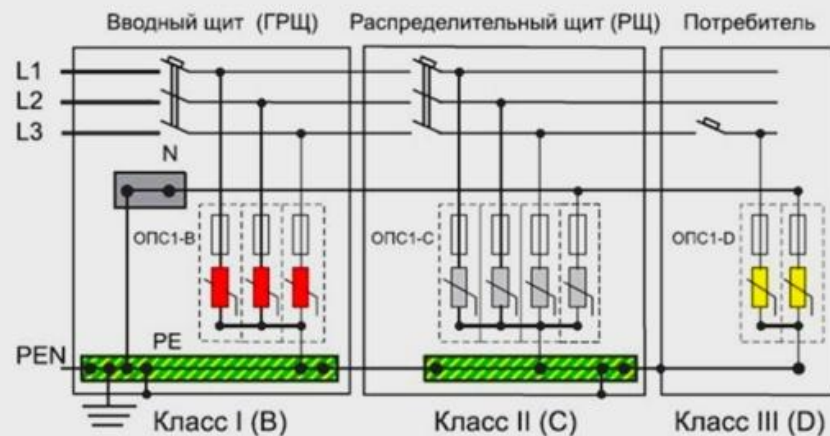 Вводный щит (ГРЩ)
Распределительный щит (РЩ)
Потребитель
L1
L2
L3
N
ОПС1-В
ОПС1-С
ОПС1-D
PE
PEN
Класс I (В)
Класс II (С)
Класс III (D)